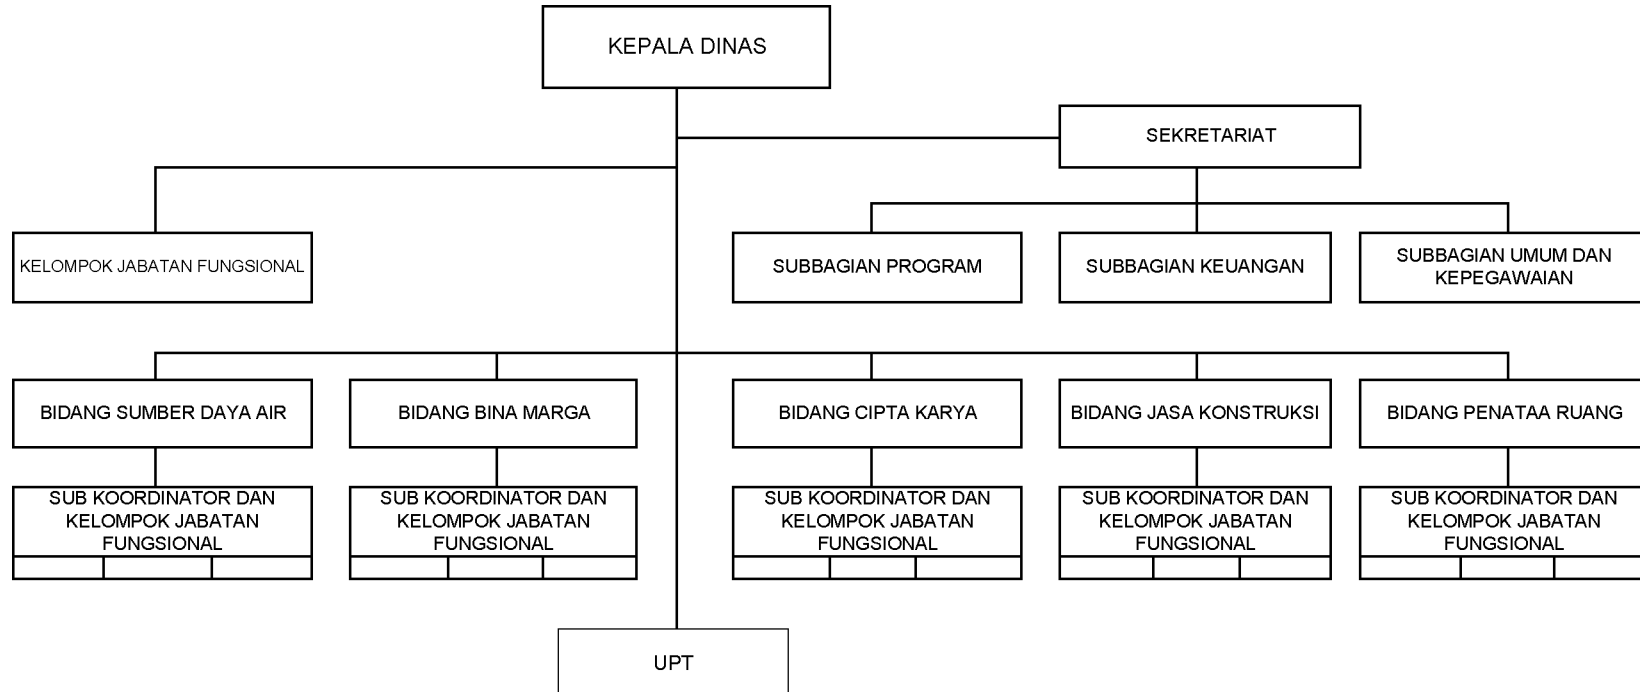 KEPALA DINAS
SEKRETARIAT
KELOMPOK JABATAN FUNGSIONAL
SUBBAGIAN PROGRAM
SUBBAGIAN KEUANGAN
SUBBAGIAN UMUM DAN
KEPEGAWAIAN
BIDANG SUMBER DAYA AIR
BIDANG BINA MARGA
BIDANG CIPTA KARYA
BIDANG JASA KONSTRUKSI
BIDANG PENATAA RUANG
SUB KOORDINATOR DAN
KELOMPOK JABATAN
FUNGSIONAL
SUB KOORDINATOR DAN
KELOMPOK JABATAN
FUNGSIONAL
SUB KOORDINATOR DAN
KELOMPOK JABATAN
FUNGSIONAL
SUB KOORDINATOR DAN
KELOMPOK JABATAN
FUNGSIONAL
SUB KOORDINATOR DAN
KELOMPOK JABATAN
FUNGSIONAL
UPT